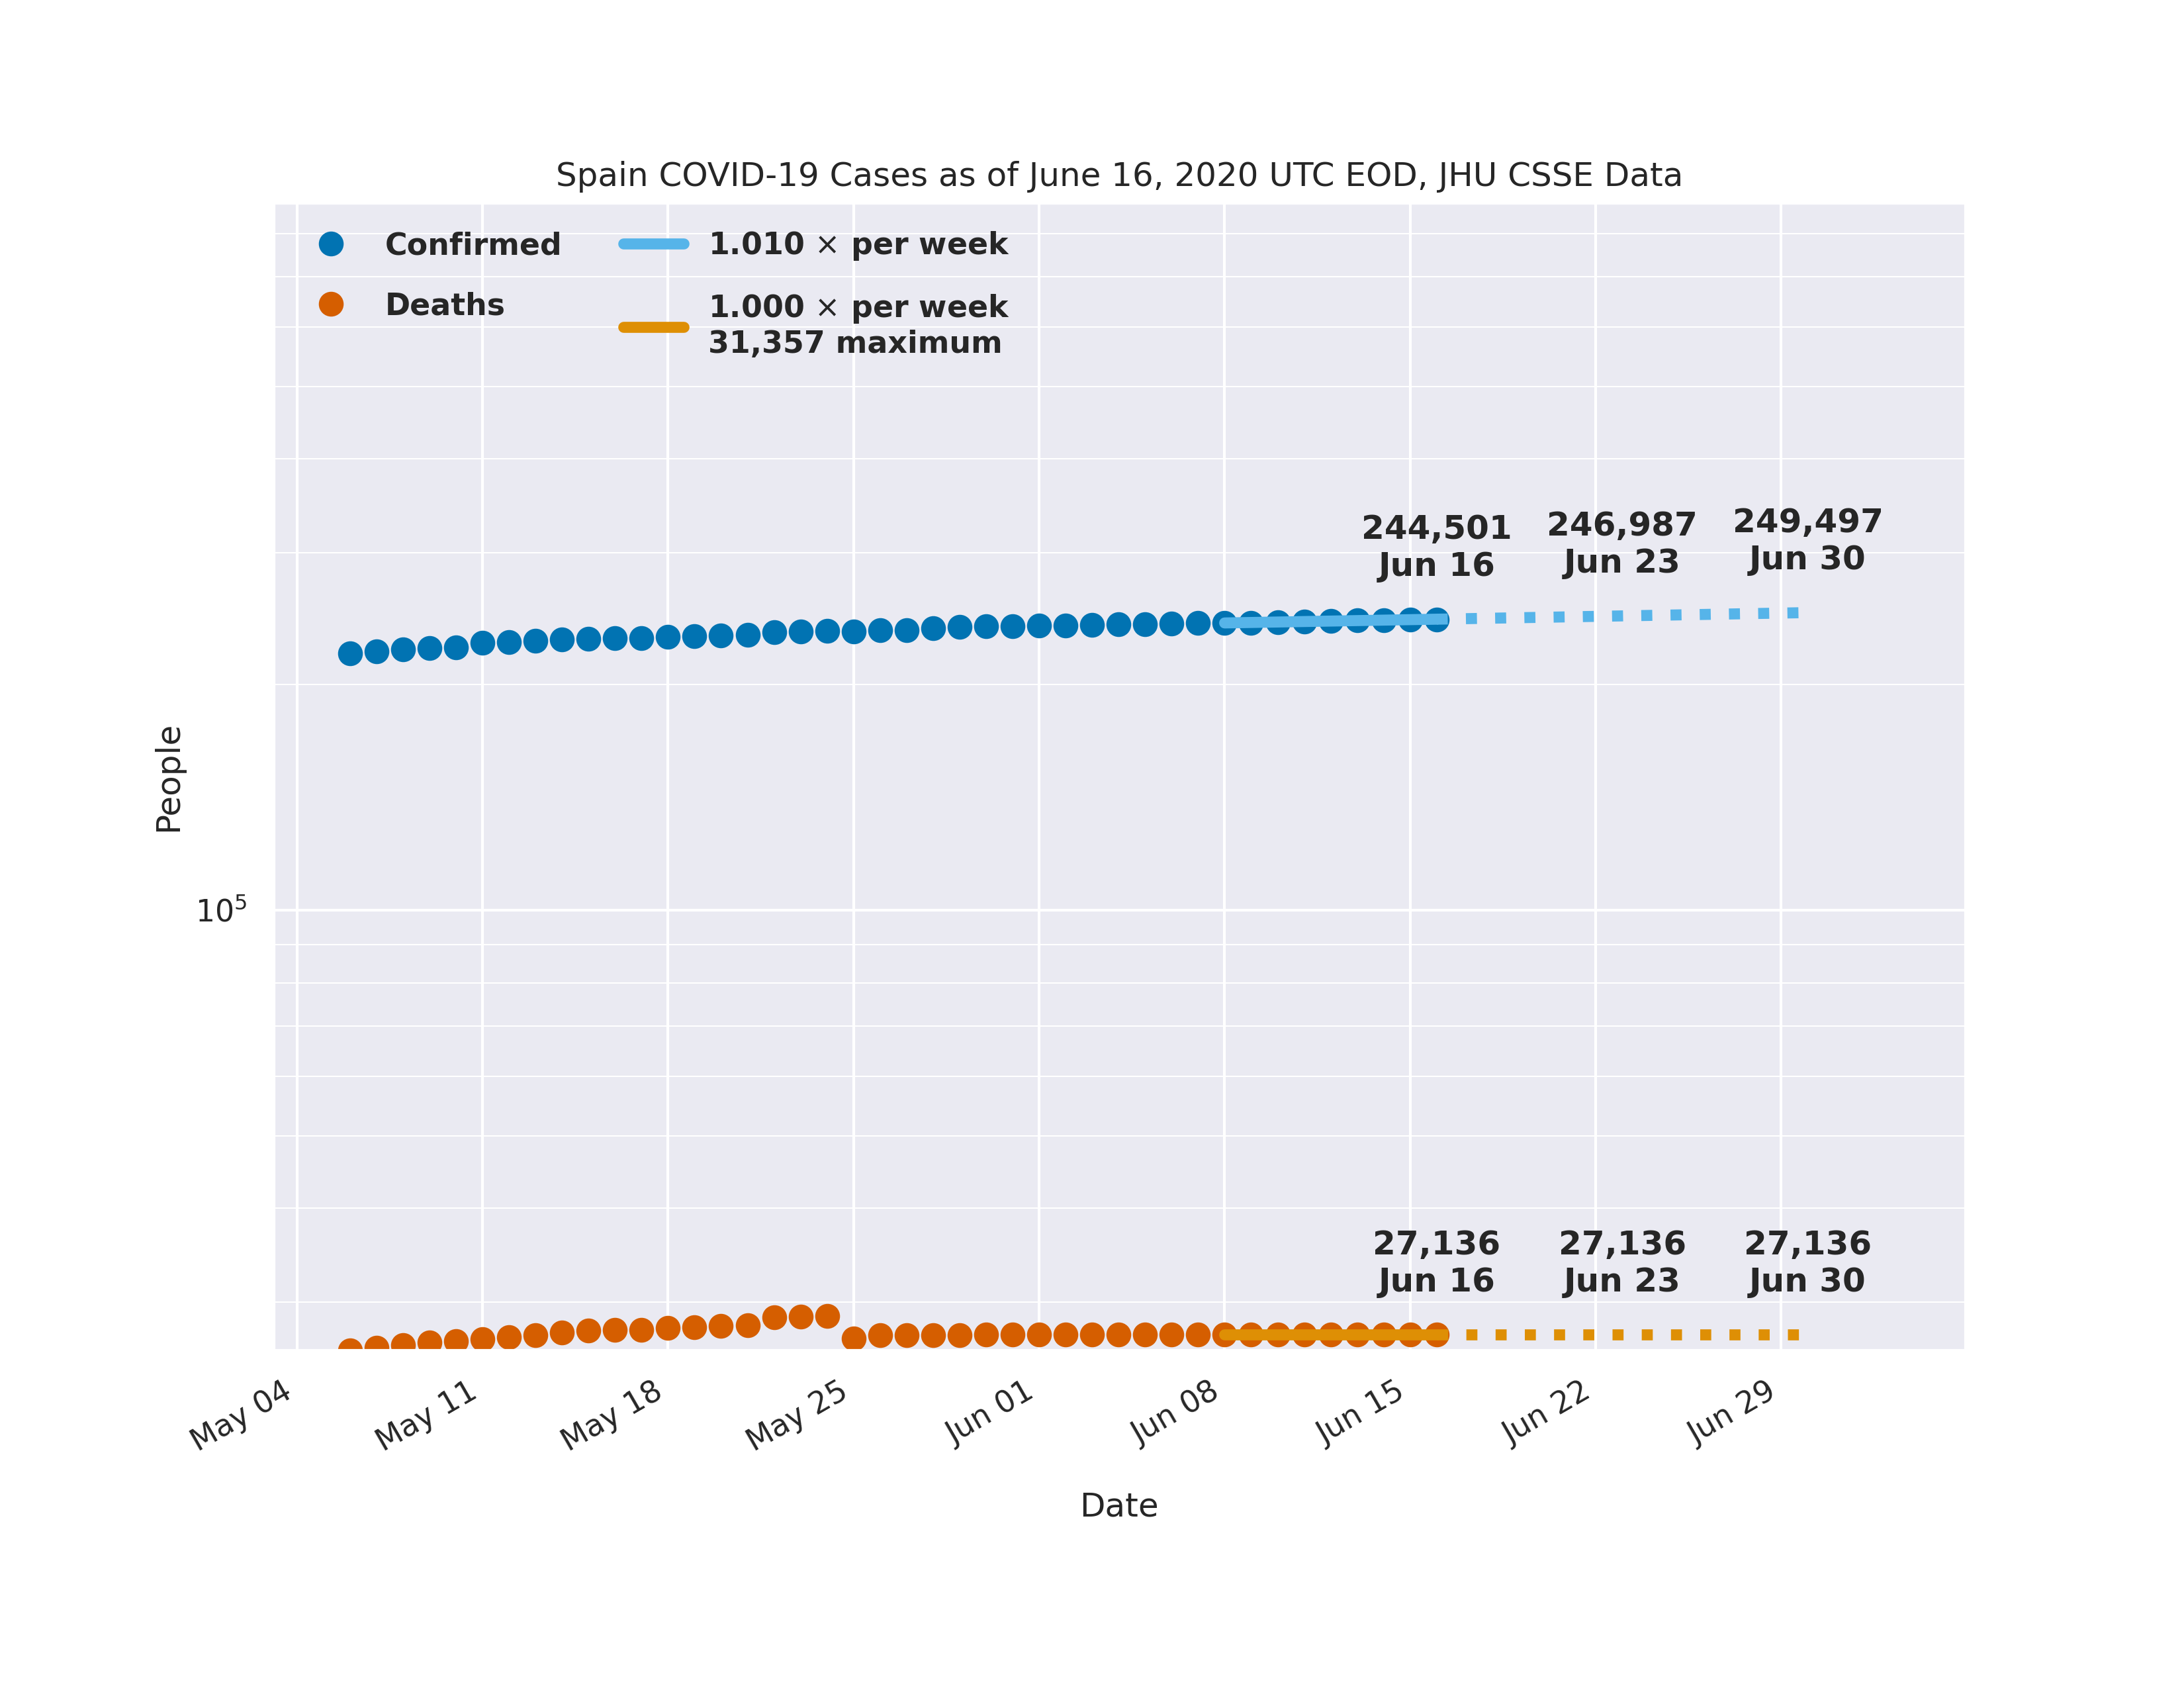 Spain COVID-19 Cases as of June 16, 2020 UTC EOD, JHU CSSE Data
Confirmed
Deaths
1.010 × per week
1.000 × per week
31,357 maximum
244,501
Jun 16
246,987
Jun 23
249,497
Jun 30
People
10⁵
27,136
Jun 16
27,136
Jun 23
27,136
Jun 30
May 04
May 11
May 18
May 25
Jun 01
Jun 08
Jun 15
Jun 22
Jun 29
Date